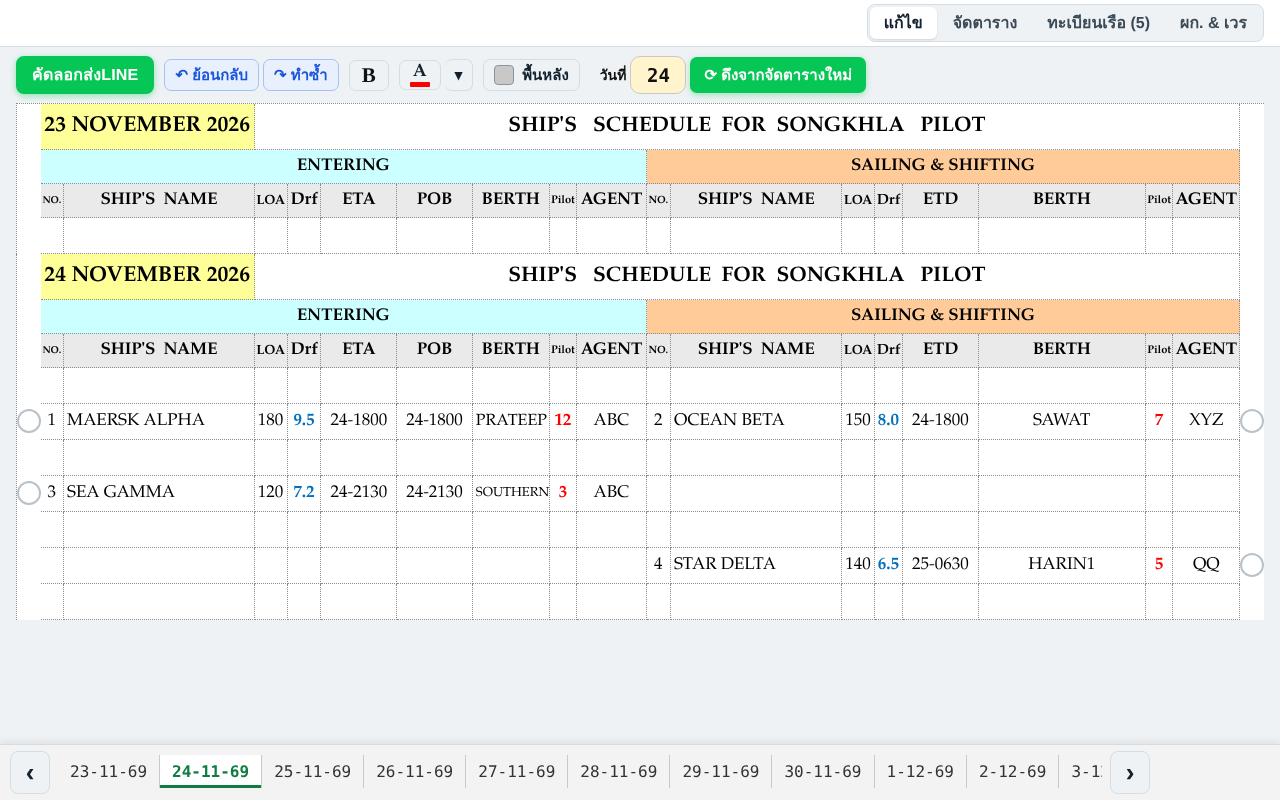 แก้ไข จัดตาราง ทะเบียนเรือ (5) ผก. & เวร
คัดลอกส่งLINE ↶ ย้อนกลับ ↷ ทำซ้ำ B A ▼ พื้นหลัง วันที่ 24 ⟳ ดึงจากจัดตารางใหม่
23 NOVEMBER 2026 SHIP'S SCHEDULE FOR SONGKHLA PILOT
ENTERING SAILING & SHIFTING
NO. SHIP'S NAME LOA Drf ETA POB BERTH Pilot AGENT NO. SHIP'S NAME LOA Drf ETD BERTH Pilot AGENT
24 NOVEMBER 2026 SHIP'S SCHEDULE FOR SONGKHLA PILOT
ENTERING SAILING & SHIFTING
NO. SHIP'S NAME LOA Drf ETA POB BERTH Pilot AGENT NO. SHIP'S NAME LOA Drf ETD BERTH Pilot AGENT
1 MAERSK ALPHA 180 9.5 24-1800 24-1800 PRATEEP 12 ABC 2 OCEAN BETA 150 8.0 24-1800 SAWAT 7 XYZ
3 SEA GAMMA 120 7.2 24-2130 24-2130 SOUTHERN 3 ABC
4 STAR DELTA 140 6.5 25-0630 HARIN1 5 QQ
‹ 23-11-69 24-11-69 25-11-69 26-11-69 27-11-69 28-11-69 29-11-69 30-11-69 1-12-69 2-12-69 ›